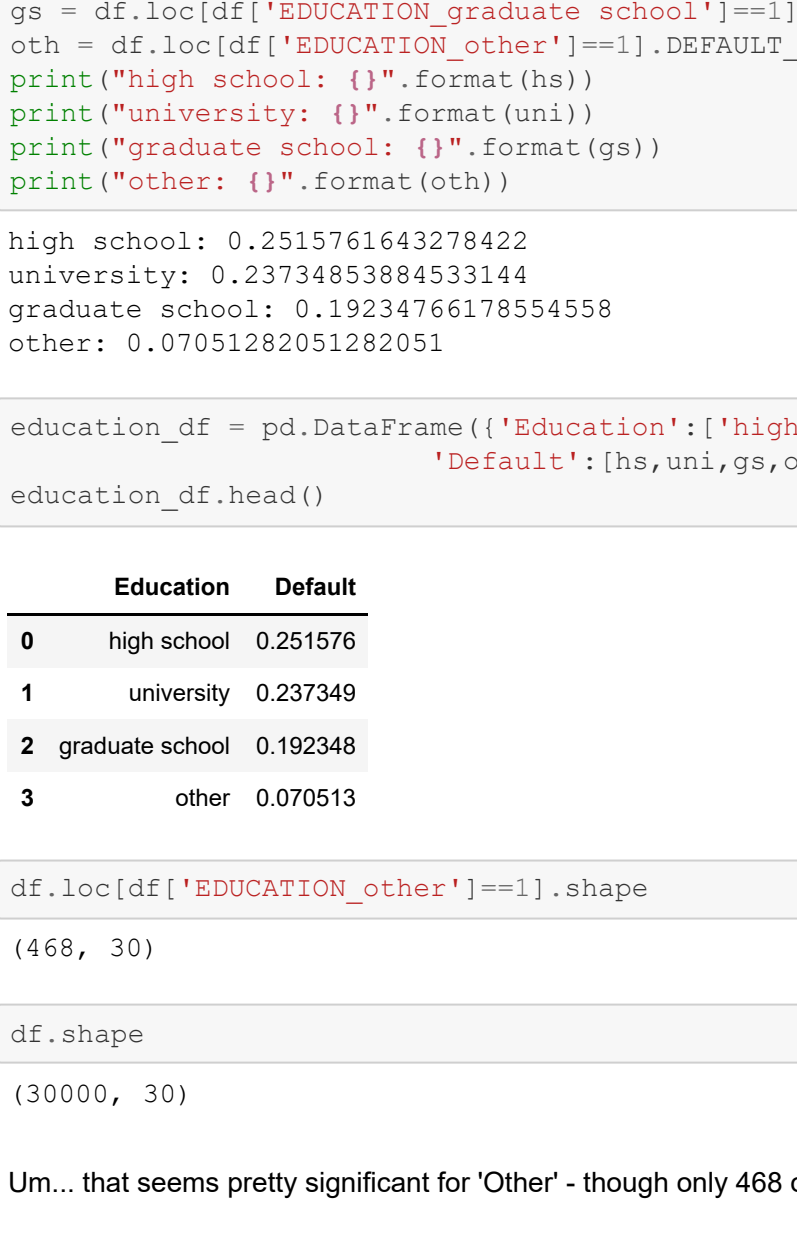 gs = df.loc[df['EDUCATION_graduate school']==1]
oth = df.loc[df['EDUCATION_other']==1].DEFAULT_
print("high school: {}".format(hs))
print("university: {}".format(uni))
print("graduate school: {}".format(gs))
print("other: {}".format(oth))
high school: 0.2515761643278422
university: 0.23734853884533144
graduate school: 0.19234766178554558
other: 0.07051282051282051
education_df = pd.DataFrame({'Education':['high
'Default':[hs,uni,gs,o
education_df.head()
Education Default
0 high school 0.251576
1 university 0.237349
2 graduate school 0.192348
3 other 0.070513
df.loc[df['EDUCATION_other']==1].shape
(468, 30)
df.shape
(30000, 30)
Um... that seems pretty significant for 'Other' - though only 468